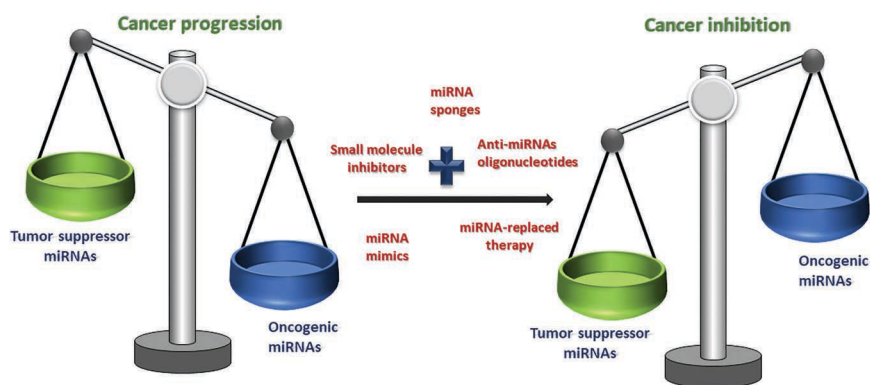 Cancer progression
Tumor suppressor
miRNAs
Oncogenic
miRNAs
miRNA
sponges
Small molecule
inhibitors
Anti-miRNAs
oligonucleotides
miRNA
mimics
miRNA-replaced
therapy
Cancer inhibition
Tumor suppressor
miRNAs
Oncogenic
miRNAs